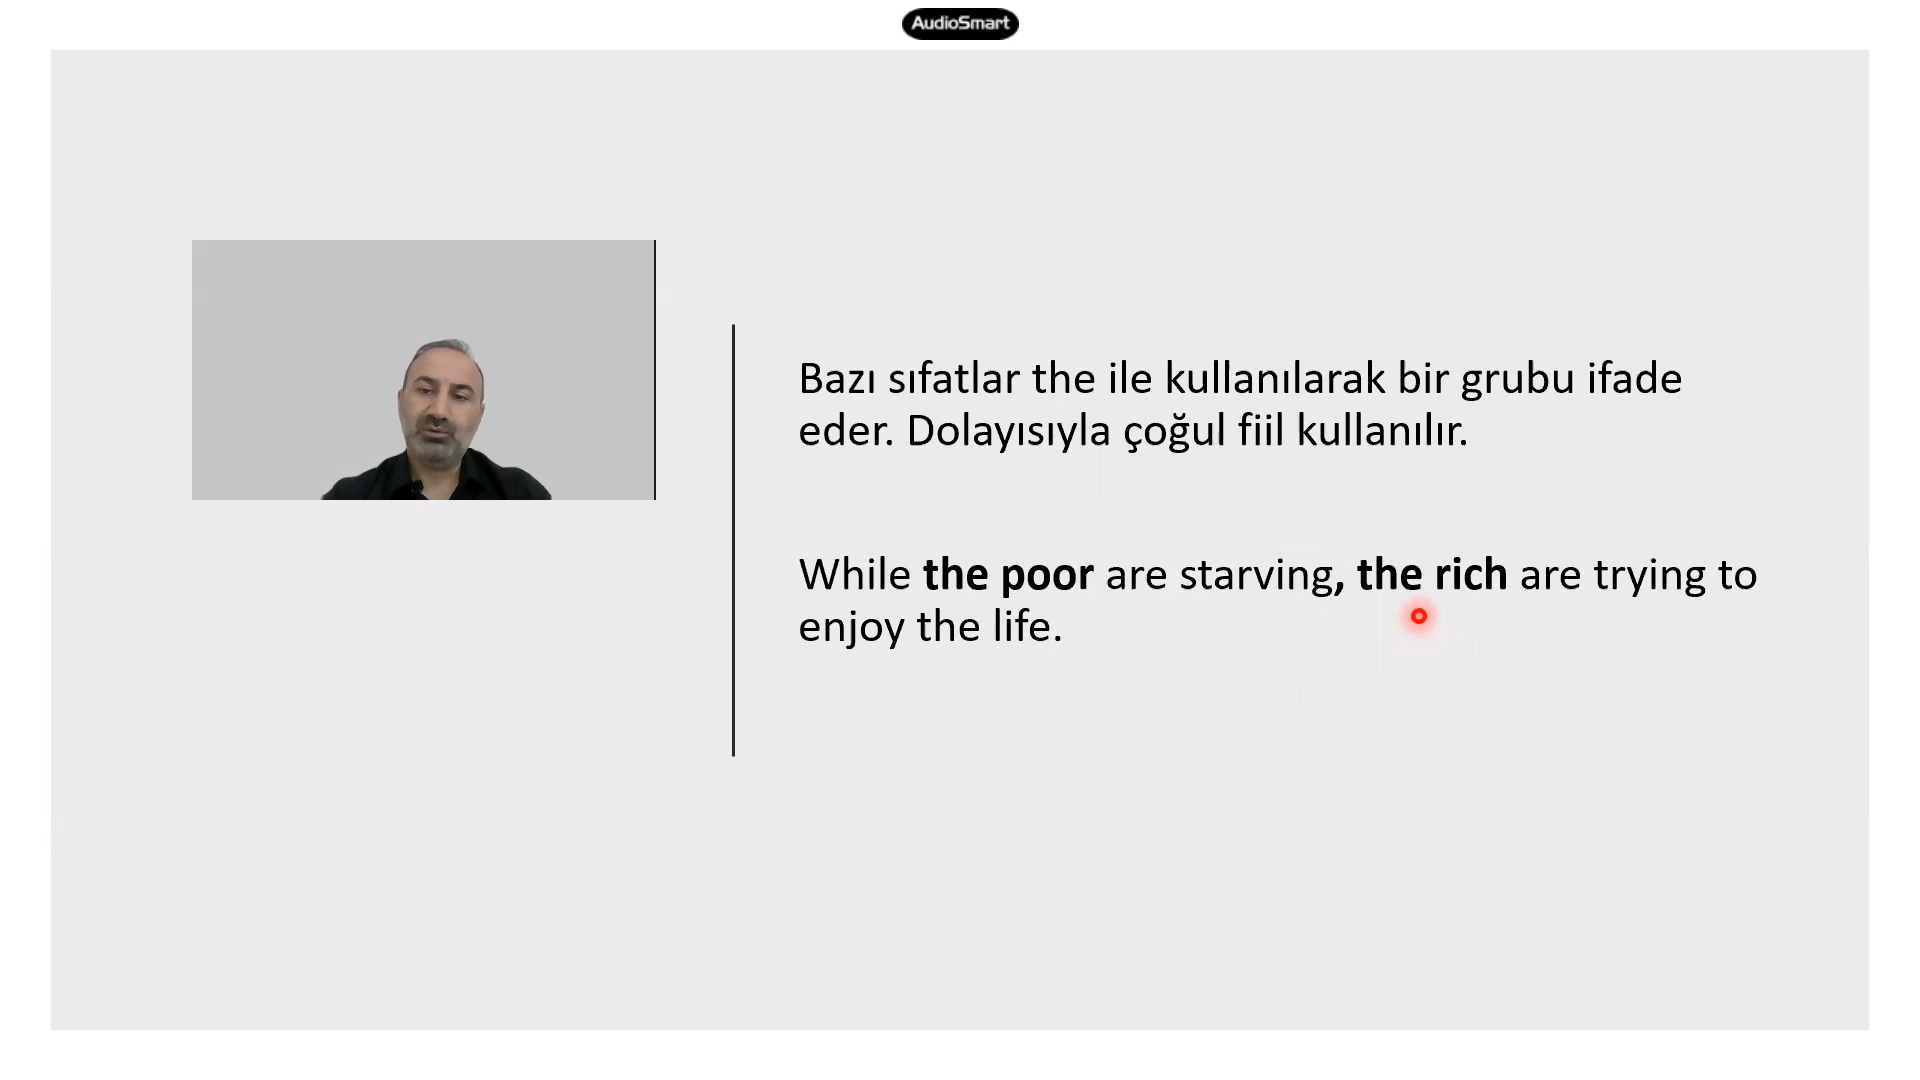 AudioSmart
Bazı sıfatlar the ile kullanılarak bir grubu ifade
eder. Dolayısıyla çoğul fiil kullanılır.
While the poor are starving, the rich are trying to
enjoy the life.